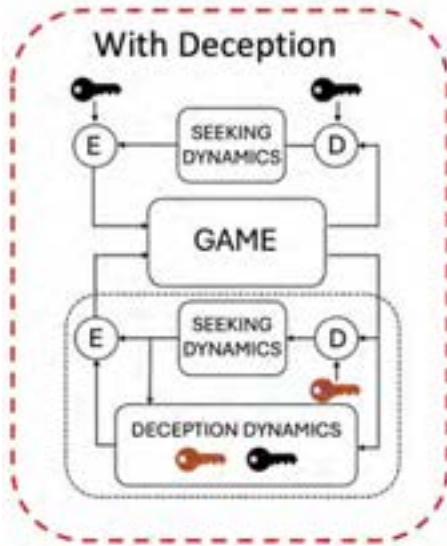 With Deception
E
SEEKING
DYNAMICS
D
GAME
E
SEEKING
DYNAMICS
D
DECEPTION DYNAMICS